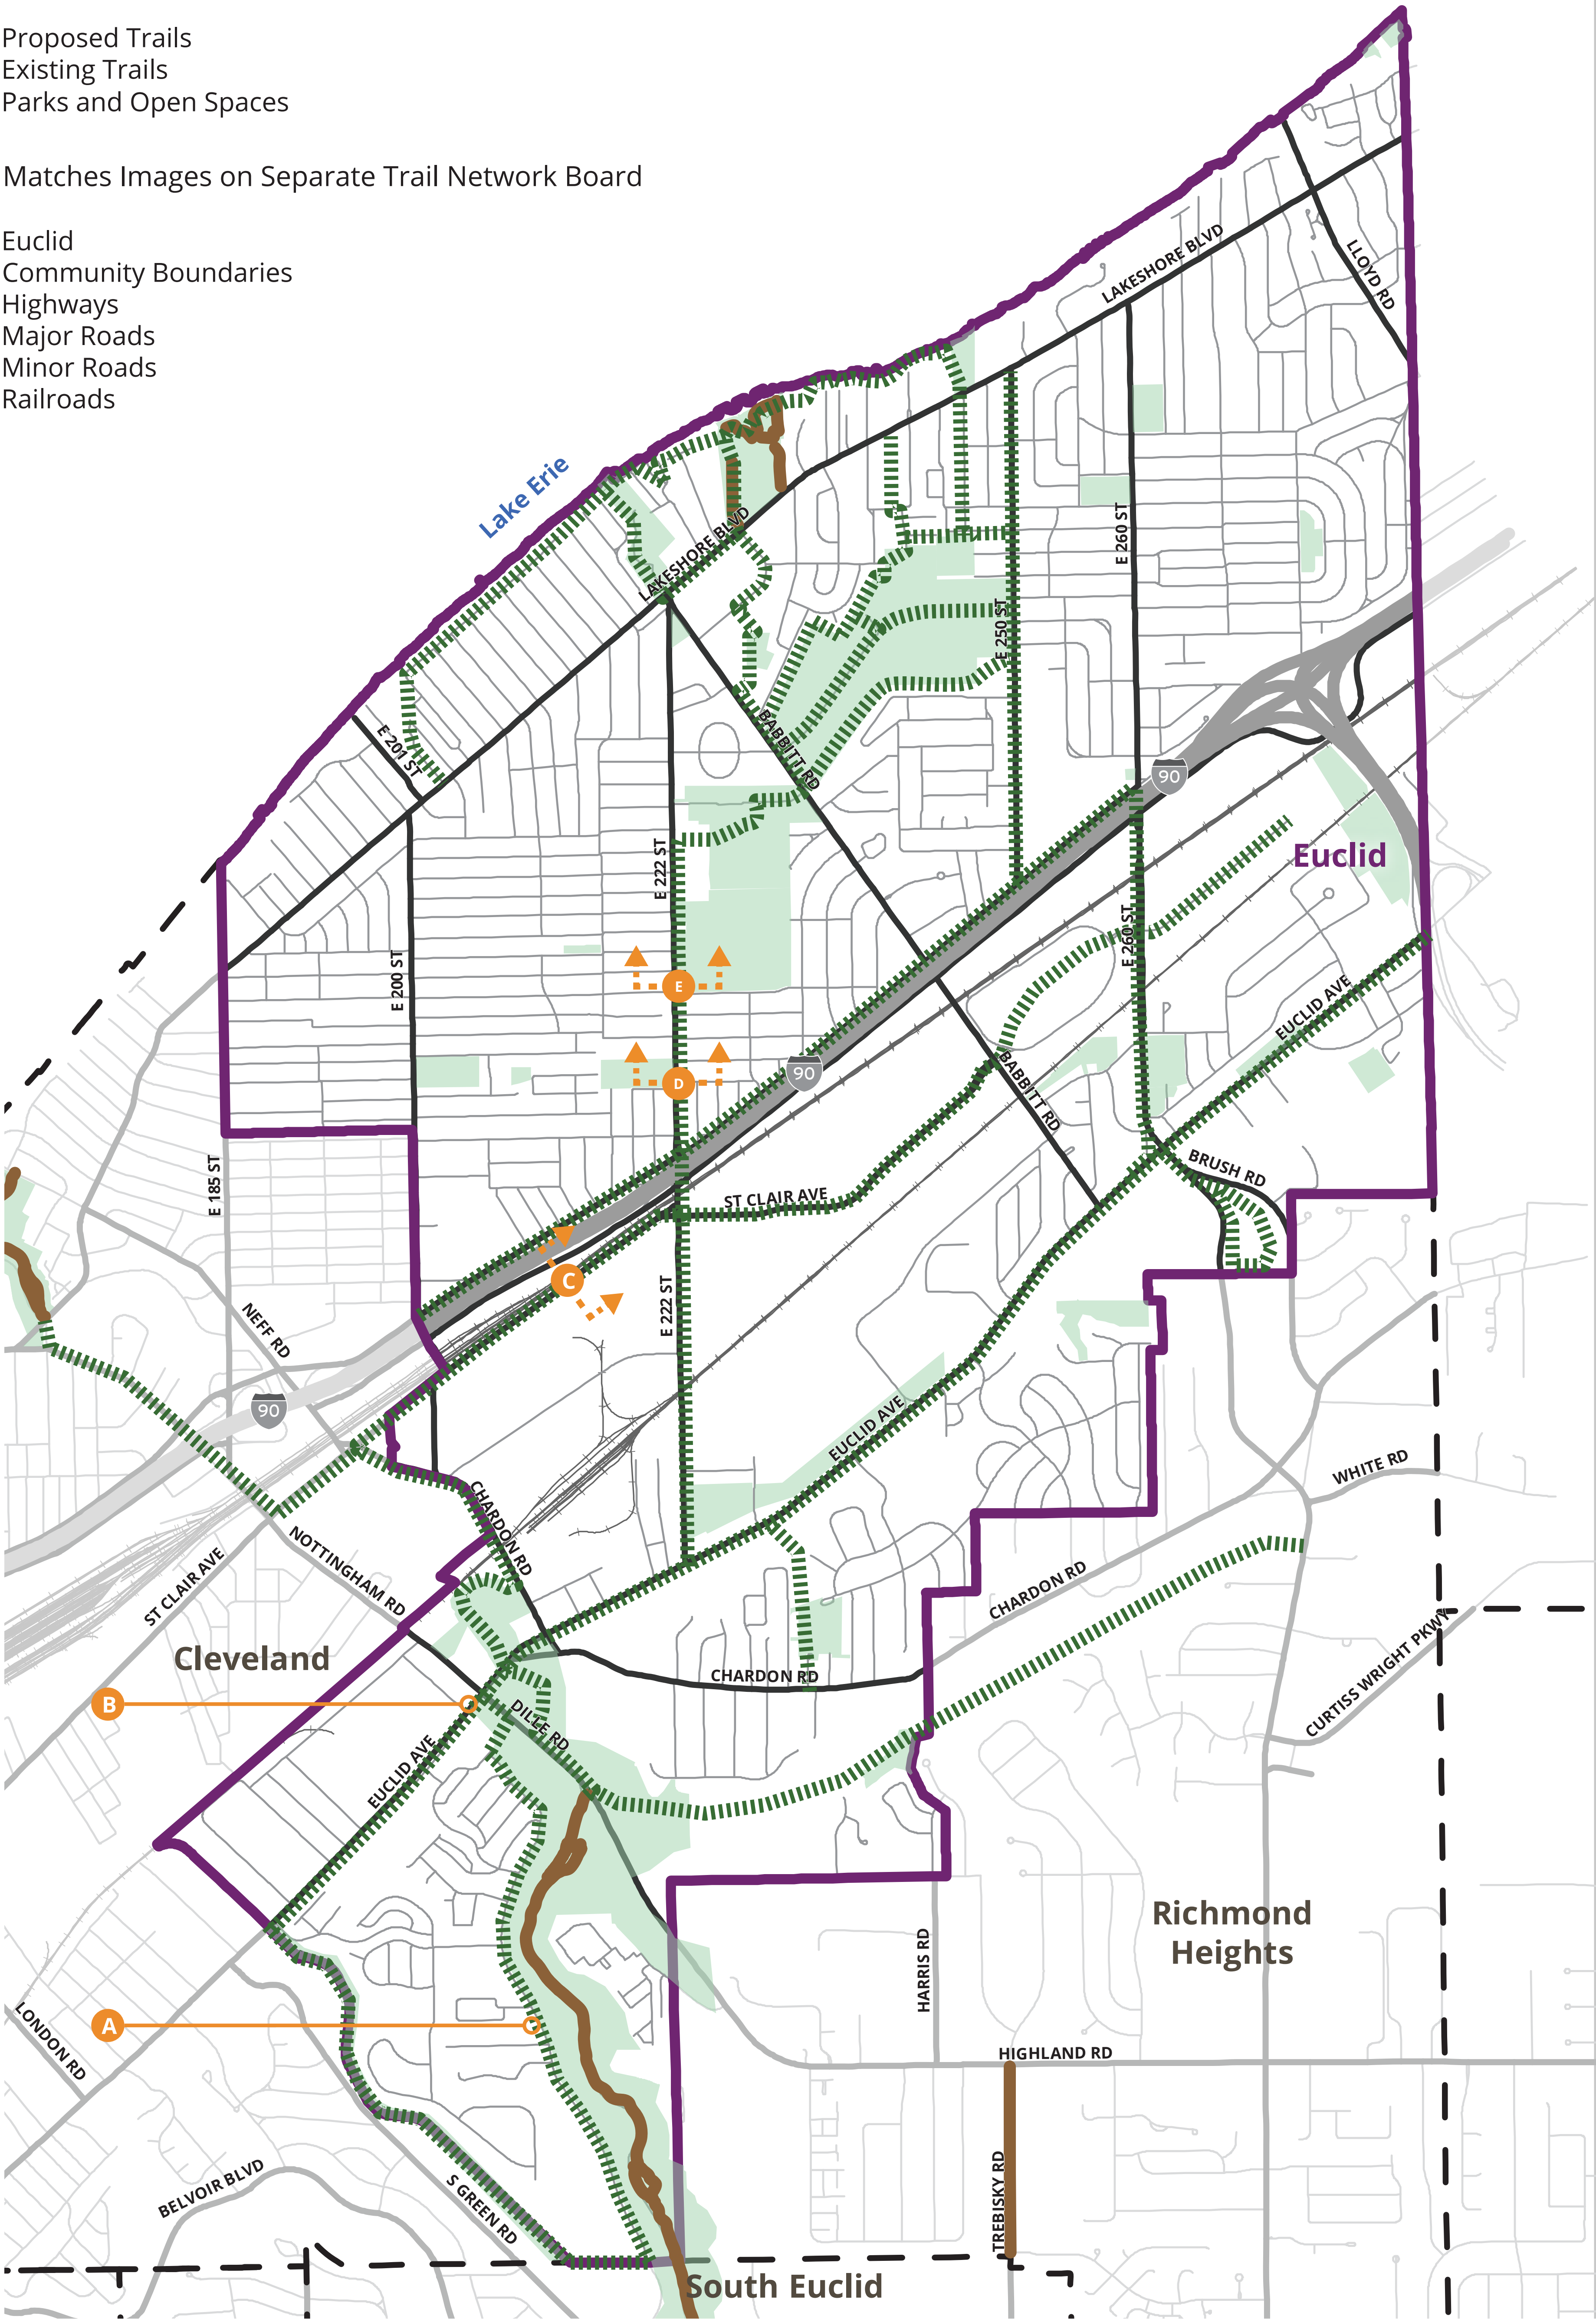 Proposed Trails
Existing Trails
Parks and Open Spaces
Matches Images on Separate Trail Network Board
Euclid
Community Boundaries
Highways
Major Roads
Minor Roads
Railroads
LAKESHORE BLVD
LLOYD RD
Lake Erie
LAKESHORE BLVD
E 260 ST
E 250 ST
E 201 ST
BABBITT RD
90
Euclid
E 222 ST
E 260 ST
E 200 ST
E
EUCLID AVE
D
90
BABBITT RD
E 185 ST
BRUSH RD
ST CLAIR AVE
C
E 222 ST
NEFF RD
90
EUCLID AVE
WHITE RD
CHARDON RD
NOTTINGHAM RD
ST CLAIR AVE
CHARDON RD
CURTISS WRIGHT PKWY
Cleveland
CHARDON RD
B
DILLE RD
EUCLID AVE
Richmond
Heights
HARRIS RD
LONDON RD
A
HIGHLAND RD
TREBISKY RD
BELVOIR BLVD
S GREEN RD
South Euclid